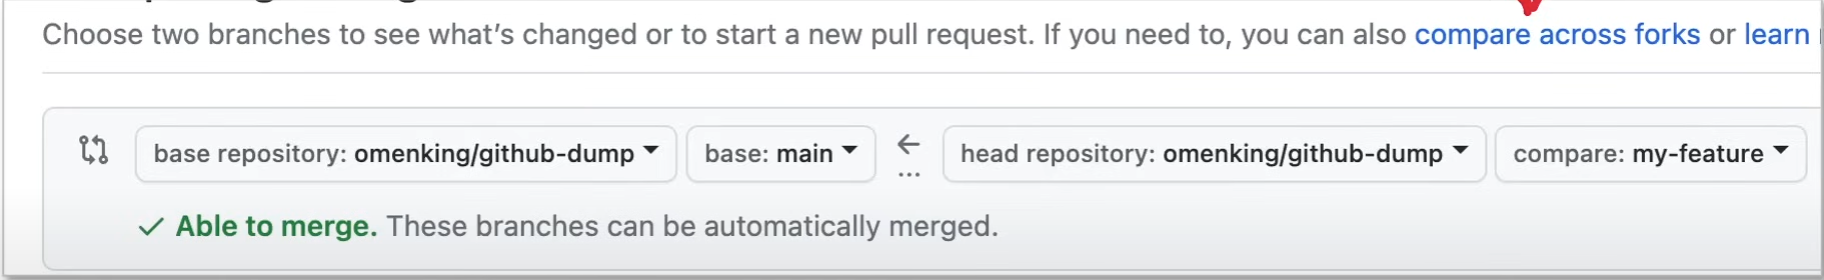 Choose two branches to see what’s changed or to start a new pull request. If you need to, you can also compare across forks or learn
base repository: omenking/github-dump base: main ← head repository: omenking/github-dump compare: my-feature
...
Able to merge. These branches can be automatically merged.